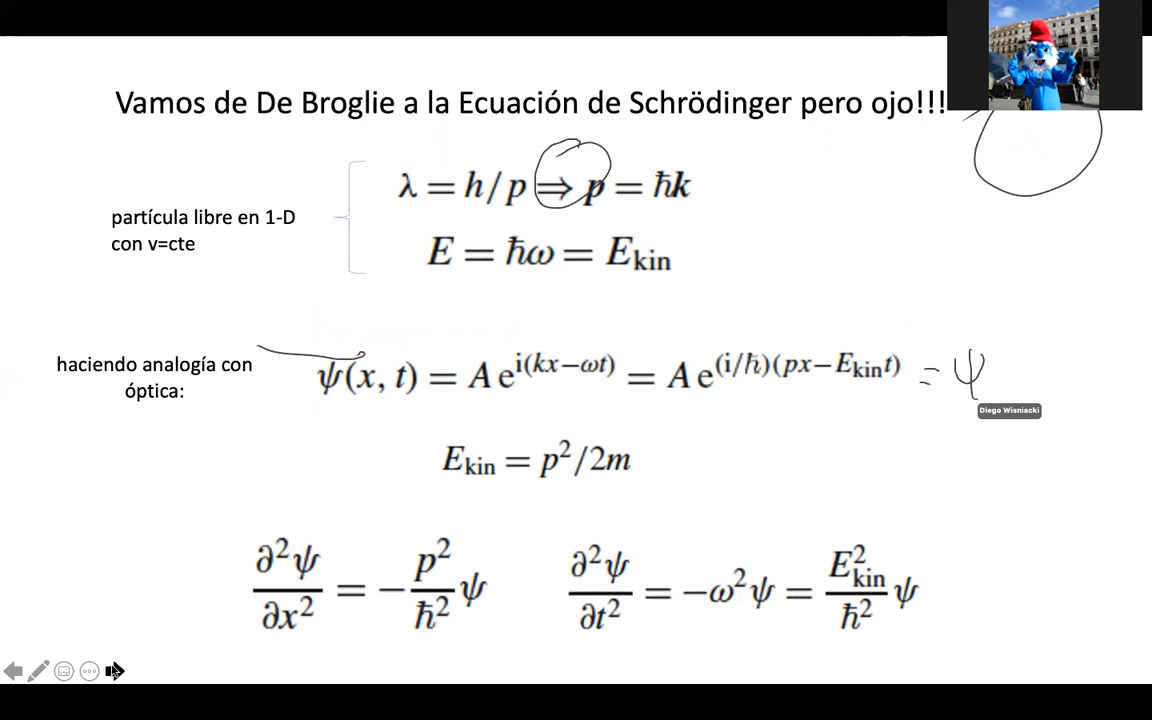 Vamos de De Broglie a la Ecuación de Schrödinger pero ojo!!!
partícula libre en 1-D
con v=cte
λ = h/p ⇒ p = ℏk
E = ℏω = E_kin
haciendo analogía con
óptica:
ψ(x, t) = A e^{i(kx−ωt)} = A e^{(i/ℏ)(px−E_kin t)} = ψ
Diego Wisniacki
E_kin = p²/2m
∂²ψ/∂x² = −p²/ℏ² ψ
∂²ψ/∂t² = −ω²ψ = E²_kin/ℏ² ψ